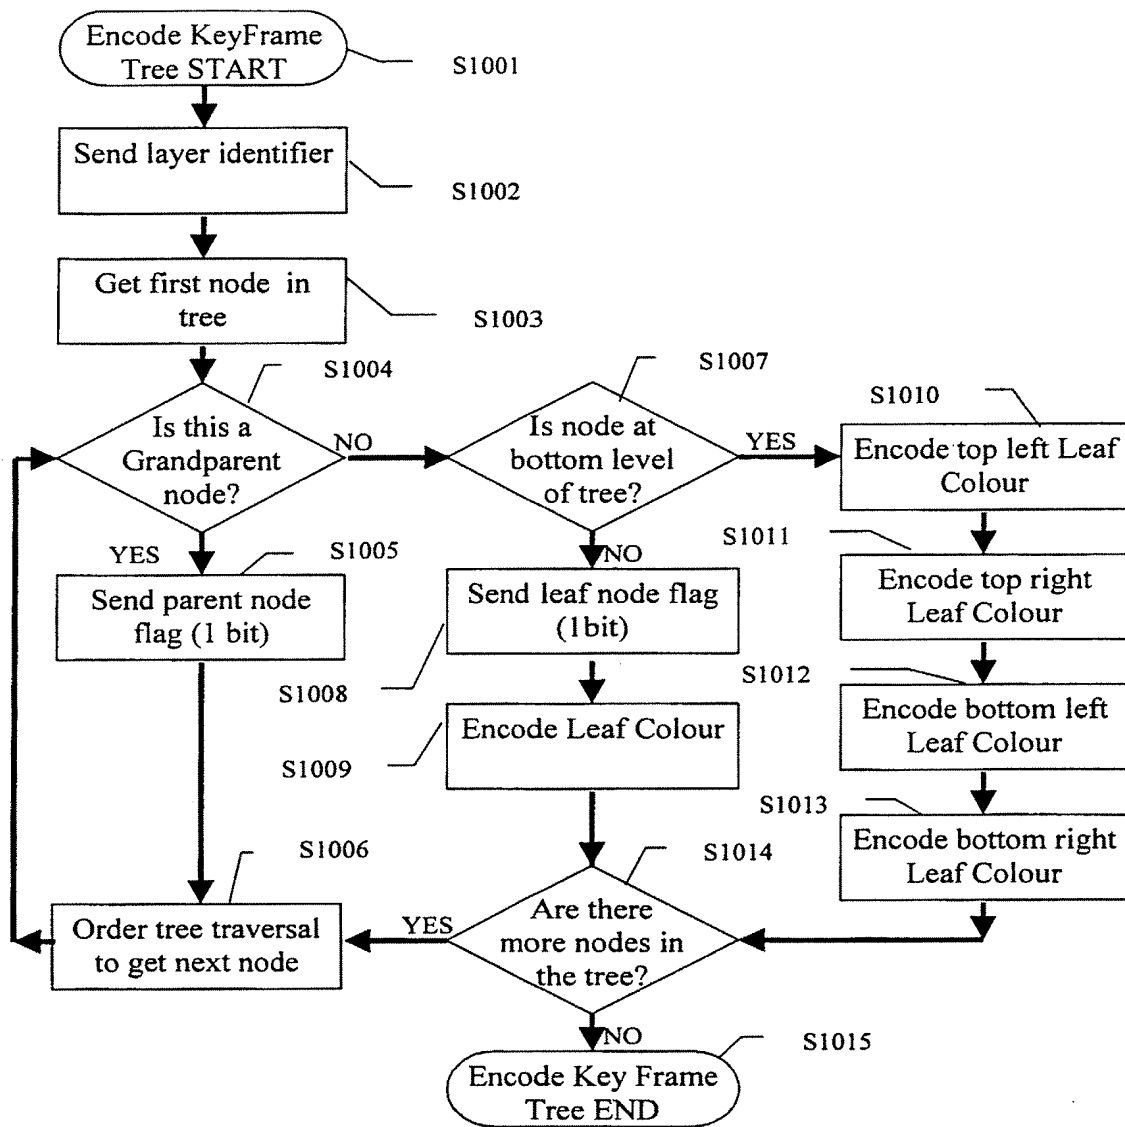 Encode KeyFrame
Tree START
S1001
Send layer identifier
S1002
Get first node in
tree
S1003
S1004
Is this a
Grandparent
node?
NO
YES
S1005
Send parent node
flag (1 bit)
S1006
Order tree traversal
to get next node
S1007
Is node at
bottom level
of tree?
YES
NO
Send leaf node flag
(1bit)
S1008
Encode Leaf Colour
S1009
S1010
Encode top left Leaf
Colour
S1011
Encode top right
Leaf Colour
S1012
Encode bottom left
Leaf Colour
S1013
Encode bottom right
Leaf Colour
S1014
Are there
more nodes in
the tree?
YES
NO
S1015
Encode Key Frame
Tree END